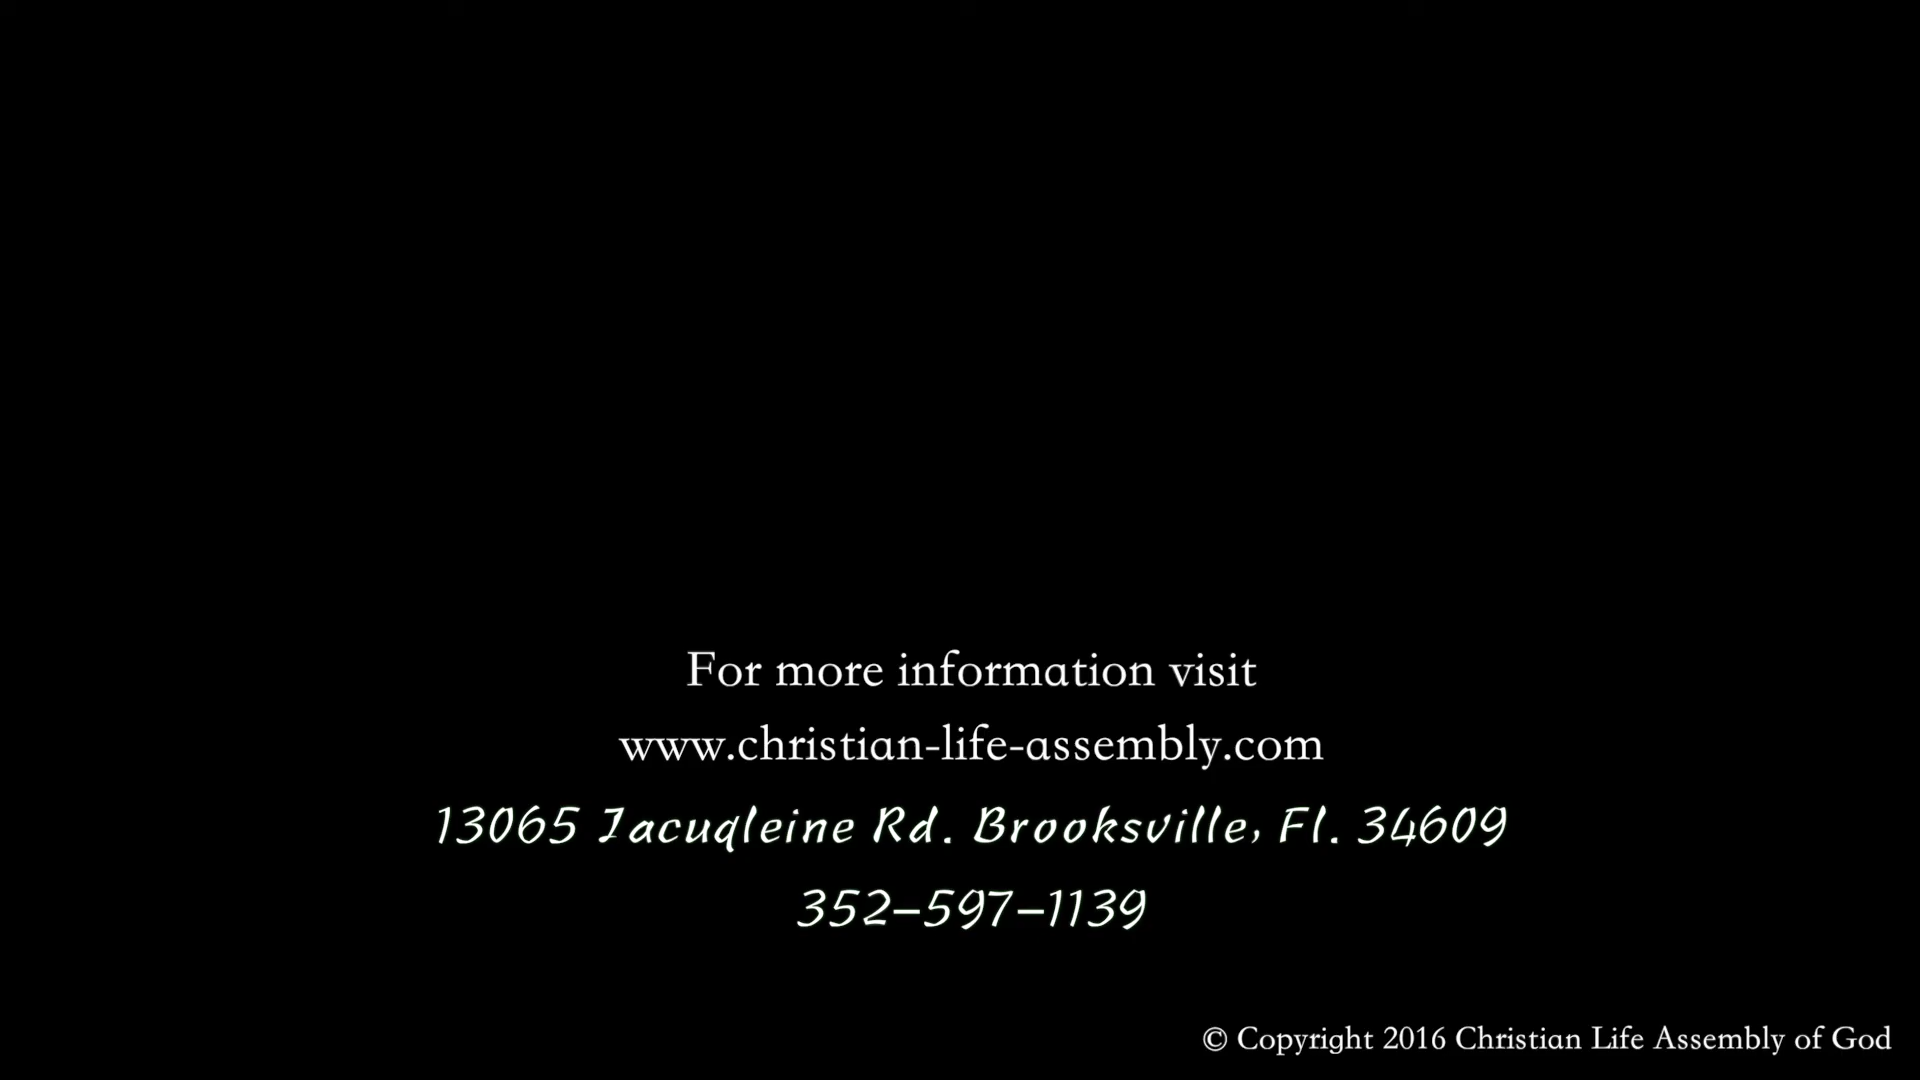 For more information visit
www.christian-life-assembly.com
13065 Jacuqleine Rd. Brooksville, Fl. 34609
352-597-1139
© Copyright 2016 Christian Life Assembly of God